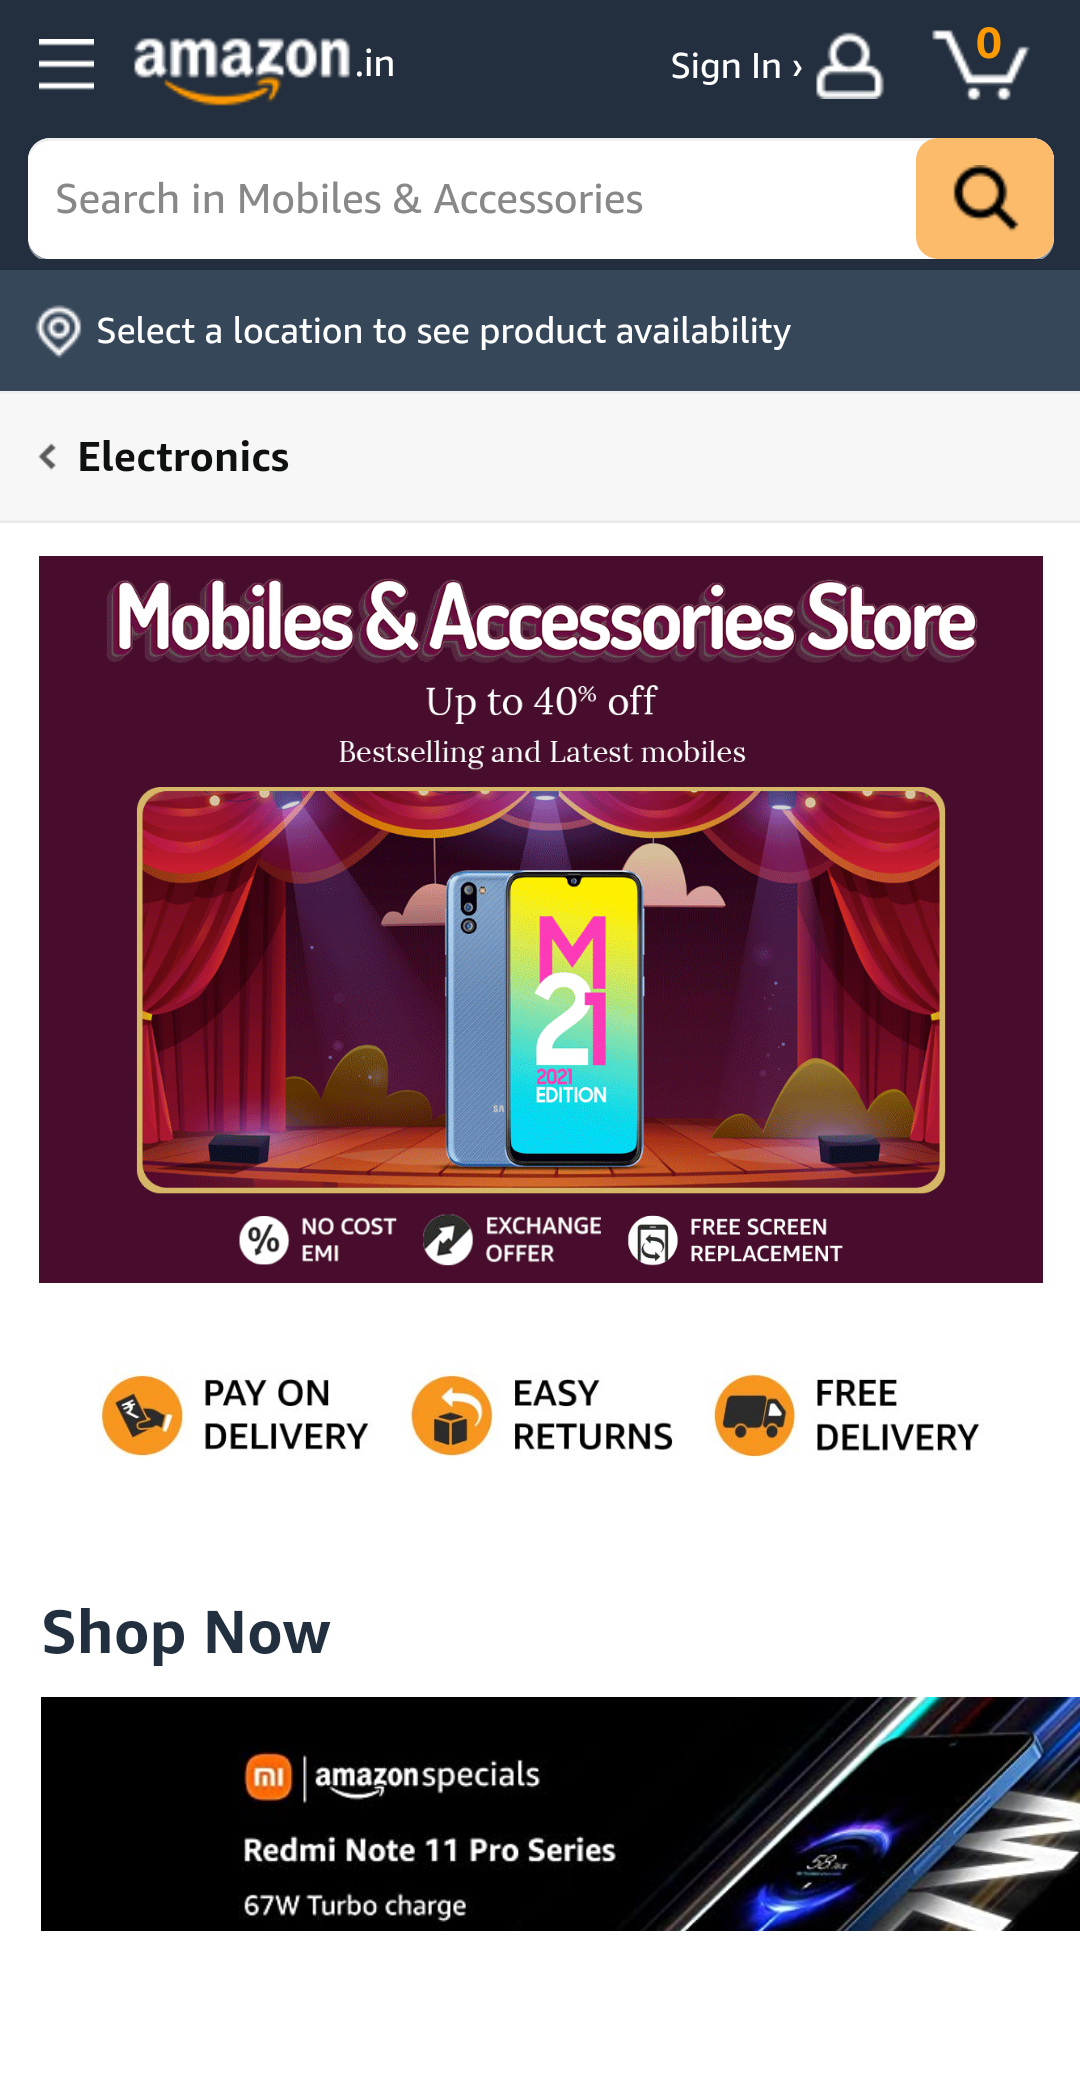 amazon.in
Sign In ›
0
Search in Mobiles & Accessories
Select a location to see product availability
Electronics
Mobiles & Accessories Store
Up to 40% off
Bestselling and Latest mobiles
M
21
2021
EDITION
SA
% NO COST
EMI
EXCHANGE
OFFER
FREE SCREEN
REPLACEMENT
₹
PAY ON
DELIVERY
EASY
RETURNS
FREE
DELIVERY
Shop Now
mi | amazonspecials
Redmi Note 11 Pro Series
67W Turbo charge